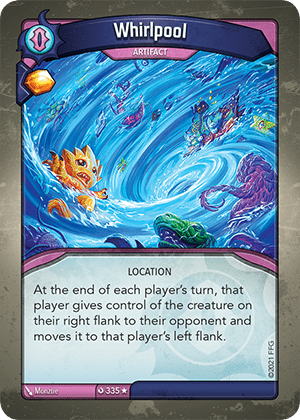 Whirlpool
ARTIFACT
LOCATION
At the end of each player's turn, that
player gives control of the creature on
their right flank to their opponent and
moves it to that player's left flank.
©2021 FFG
Monztre
335